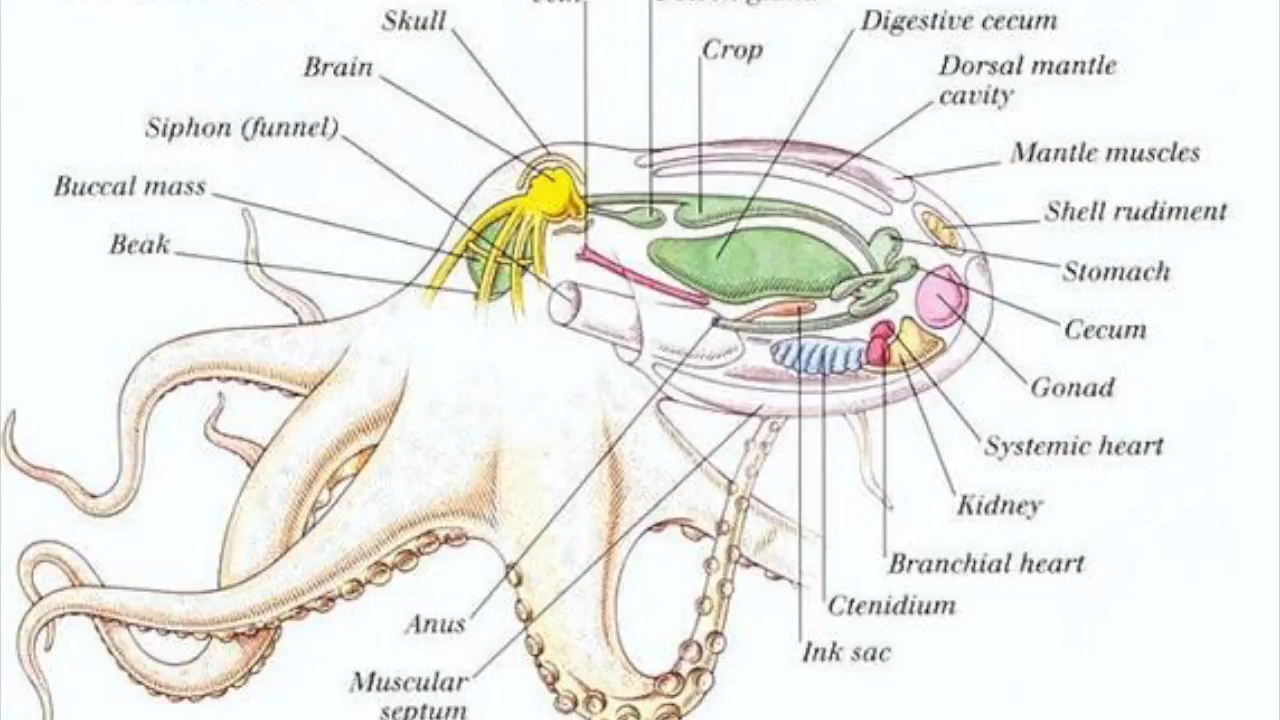 Skull
Digestive cecum
Crop
Brain
Dorsal mantle
cavity
Siphon (funnel)
Mantle muscles
Buccal mass
Shell rudiment
Beak
Stomach
Cecum
Gonad
Systemic heart
Kidney
Branchial heart
Ctenidium
Anus
Ink sac
Muscular
septum